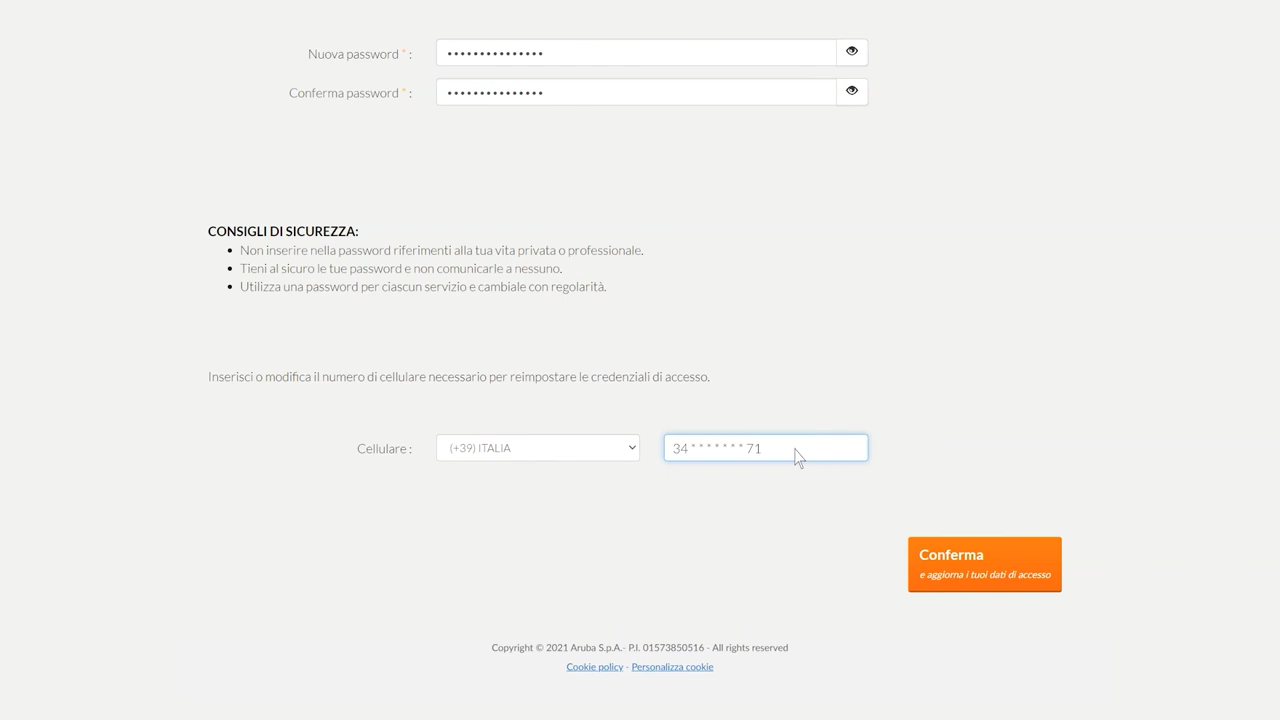 Nuova password * :
•••••••••••••••
Conferma password * :
•••••••••••••••
CONSIGLI DI SICUREZZA:
• Non inserire nella password riferimenti alla tua vita privata o professionale.
• Tieni al sicuro le tue password e non comunicarle a nessuno.
• Utilizza una password per ciascun servizio e cambiale con regolarità.
Inserisci o modifica il numero di cellulare necessario per reimpostare le credenziali di accesso.
Cellulare : (+39) ITALIA 34 * * * * * * * 71
Conferma
e aggiorna i tuoi dati di accesso
Copyright © 2021 Aruba S.p.A.- P.I. 01573850516 - All rights reserved
Cookie policy - Personalizza cookie